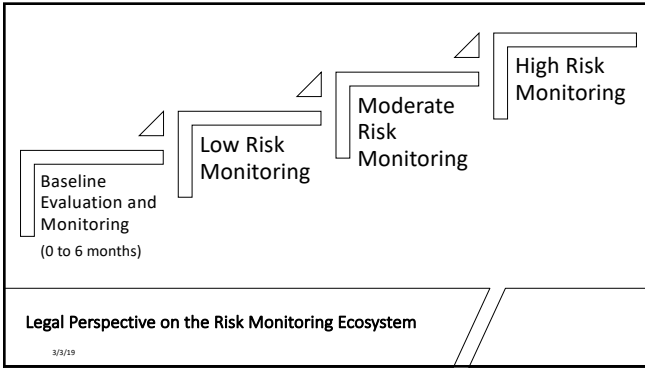 Baseline
Evaluation and
Monitoring
(0 to 6 months)
Low Risk
Monitoring
Moderate
Risk
Monitoring
High Risk
Monitoring
Legal Perspective on the Risk Monitoring Ecosystem
3/3/19